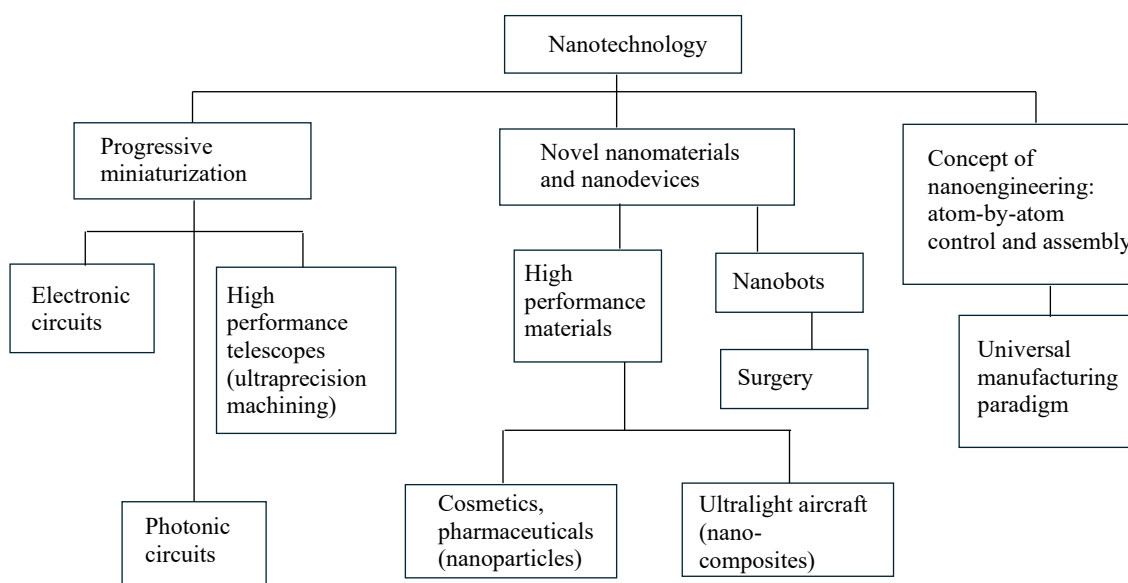 Nanotechnology
Progressive
miniaturization
Novel nanomaterials
and nanodevices
Concept of
nanoengineering:
atom-by-atom
control and assembly
Electronic
circuits
High
performance
telescopes
(ultraprecision
machining)
High
performance
materials
Nanobots
Surgery
Universal
manufacturing
paradigm
Photonic
circuits
Cosmetics,
pharmaceuticals
(nanoparticles)
Ultralight aircraft
(nano-
composites)